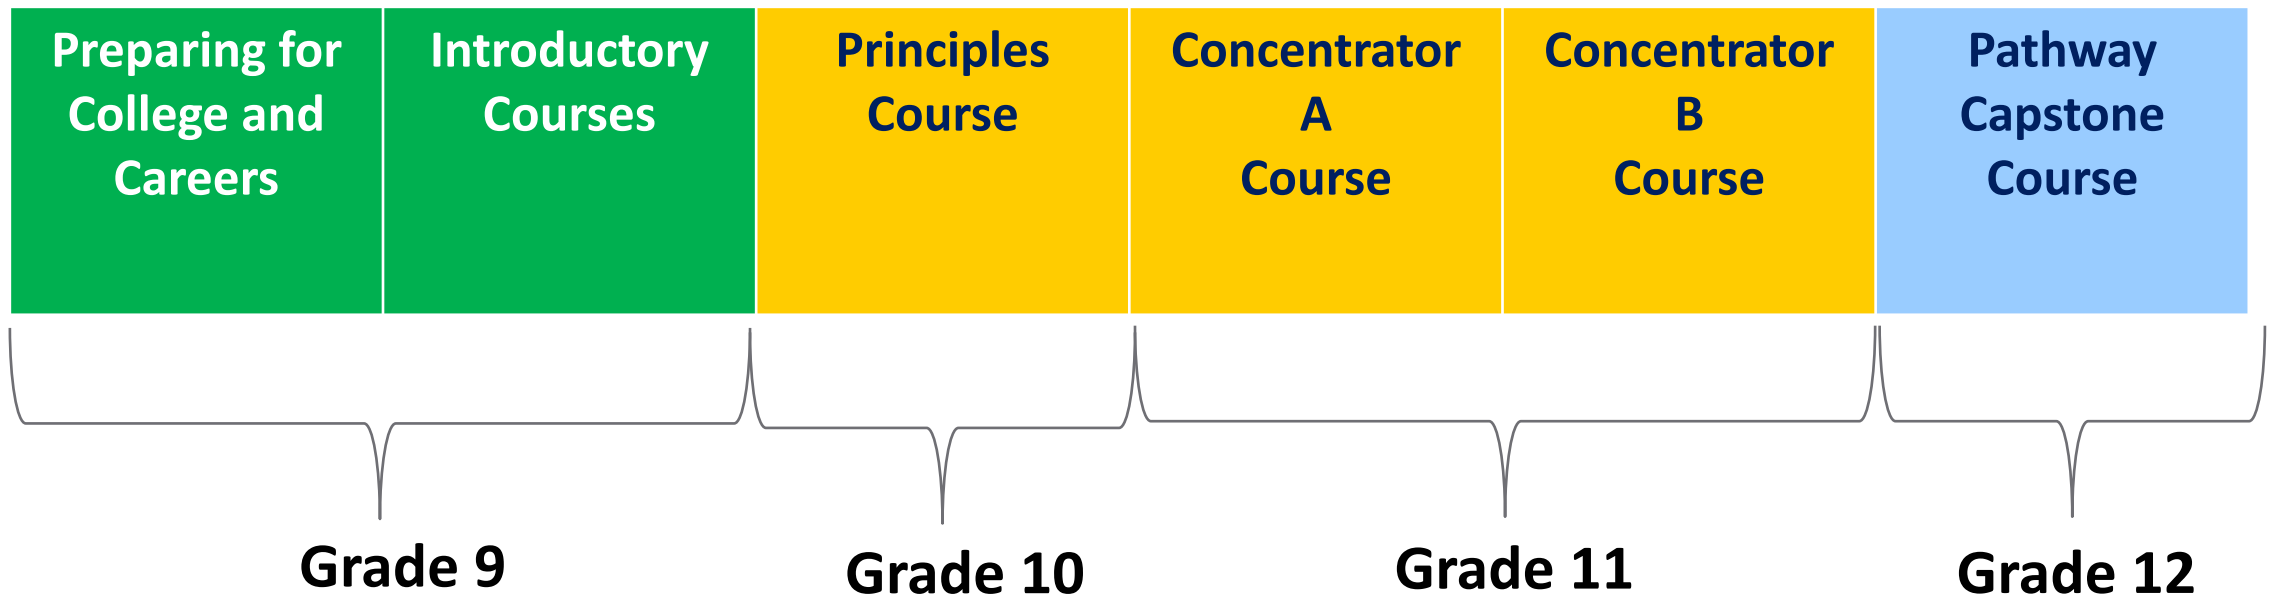 Preparing for
College and
Careers
Introductory
Courses
Principles
Course
Concentrator
A
Course
Concentrator
B
Course
Pathway
Capstone
Course
Grade 9
Grade 10
Grade 11
Grade 12